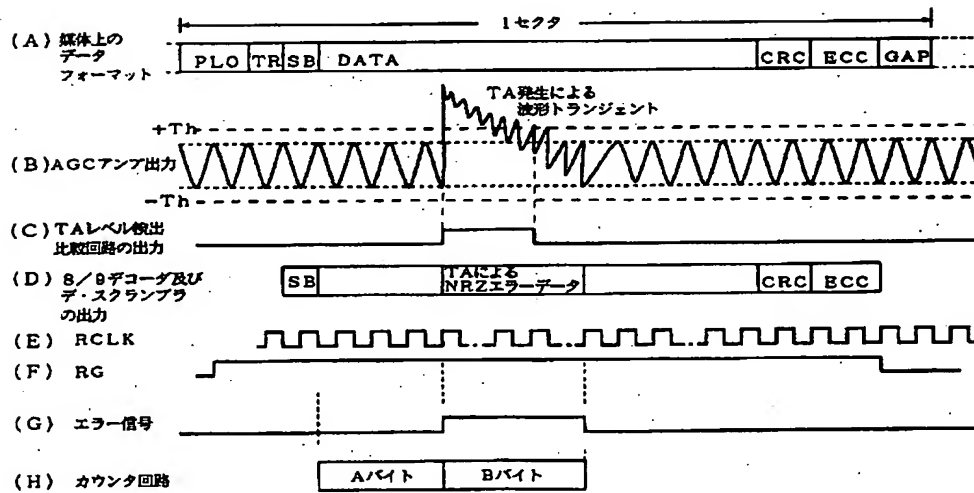 1セクタ
(A) 媒体上の
データ
フォーマット
PLO TR SB DATA CRC ECC GAP
TA発生による
波形トランジェント
+Th
(B)AGCアンプ出力
-Th
(C)TAレベル検出
比較回路の出力
(D) 8/9デコーダ及び
デ・スクランブラ
の出力
SB TAによる CRC ECC
NRZエラーデータ
(E) RCLK
(F) RG
(G) エラー信号
(H) カウンタ回路 Aバイト Bバイト